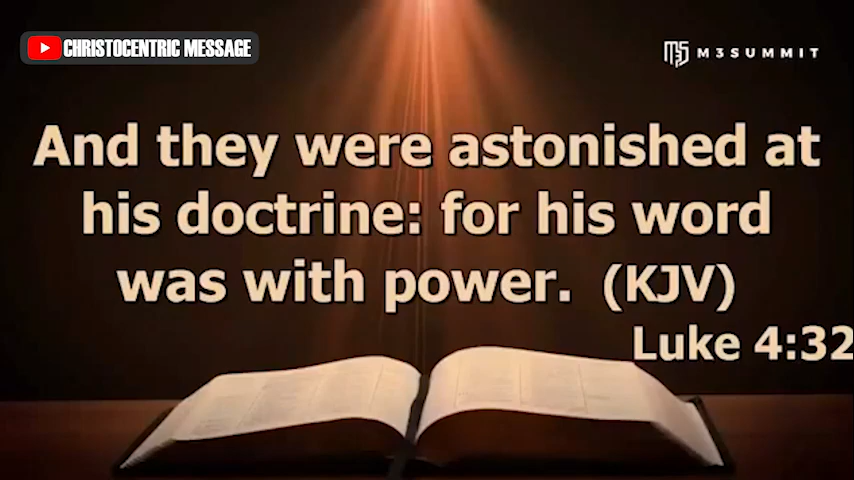 CHRISTOCENTRIC MESSAGE
M3SUMMIT
And they were astonished at
his doctrine: for his word
was with power. (KJV)
Luke 4:32